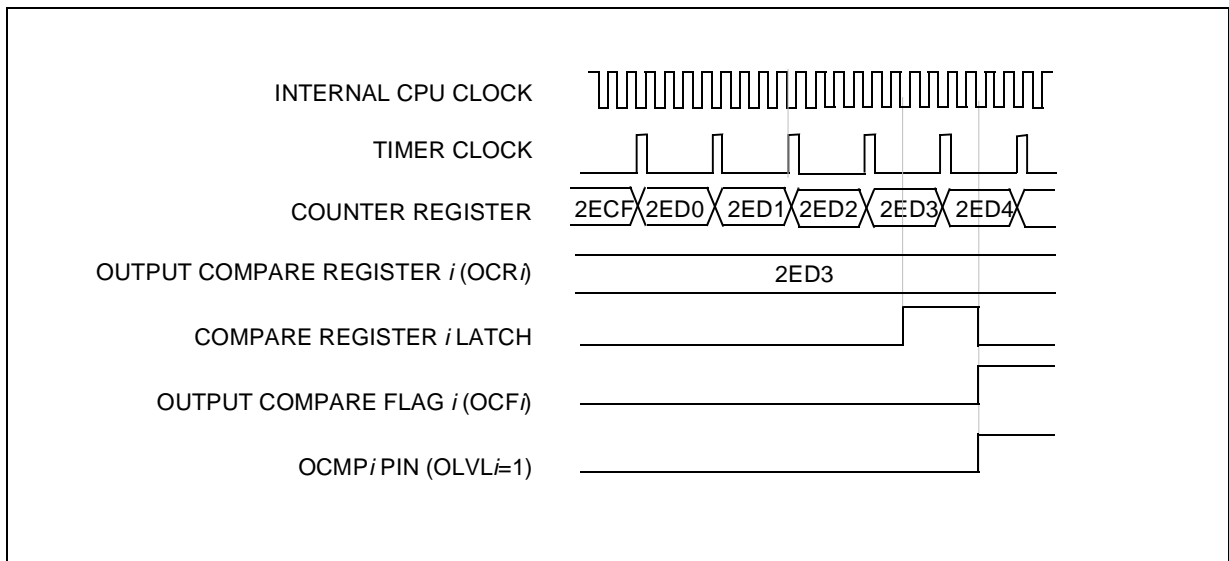 INTERNAL CPU CLOCK
TIMER CLOCK
COUNTER REGISTER
2ECF 2ED0 2ED1 2ED2 2ED3 2ED4
OUTPUT COMPARE REGISTER i (OCRi)
2ED3
COMPARE REGISTER i LATCH
OUTPUT COMPARE FLAG i (OCFi)
OCMPi PIN (OLVLi=1)